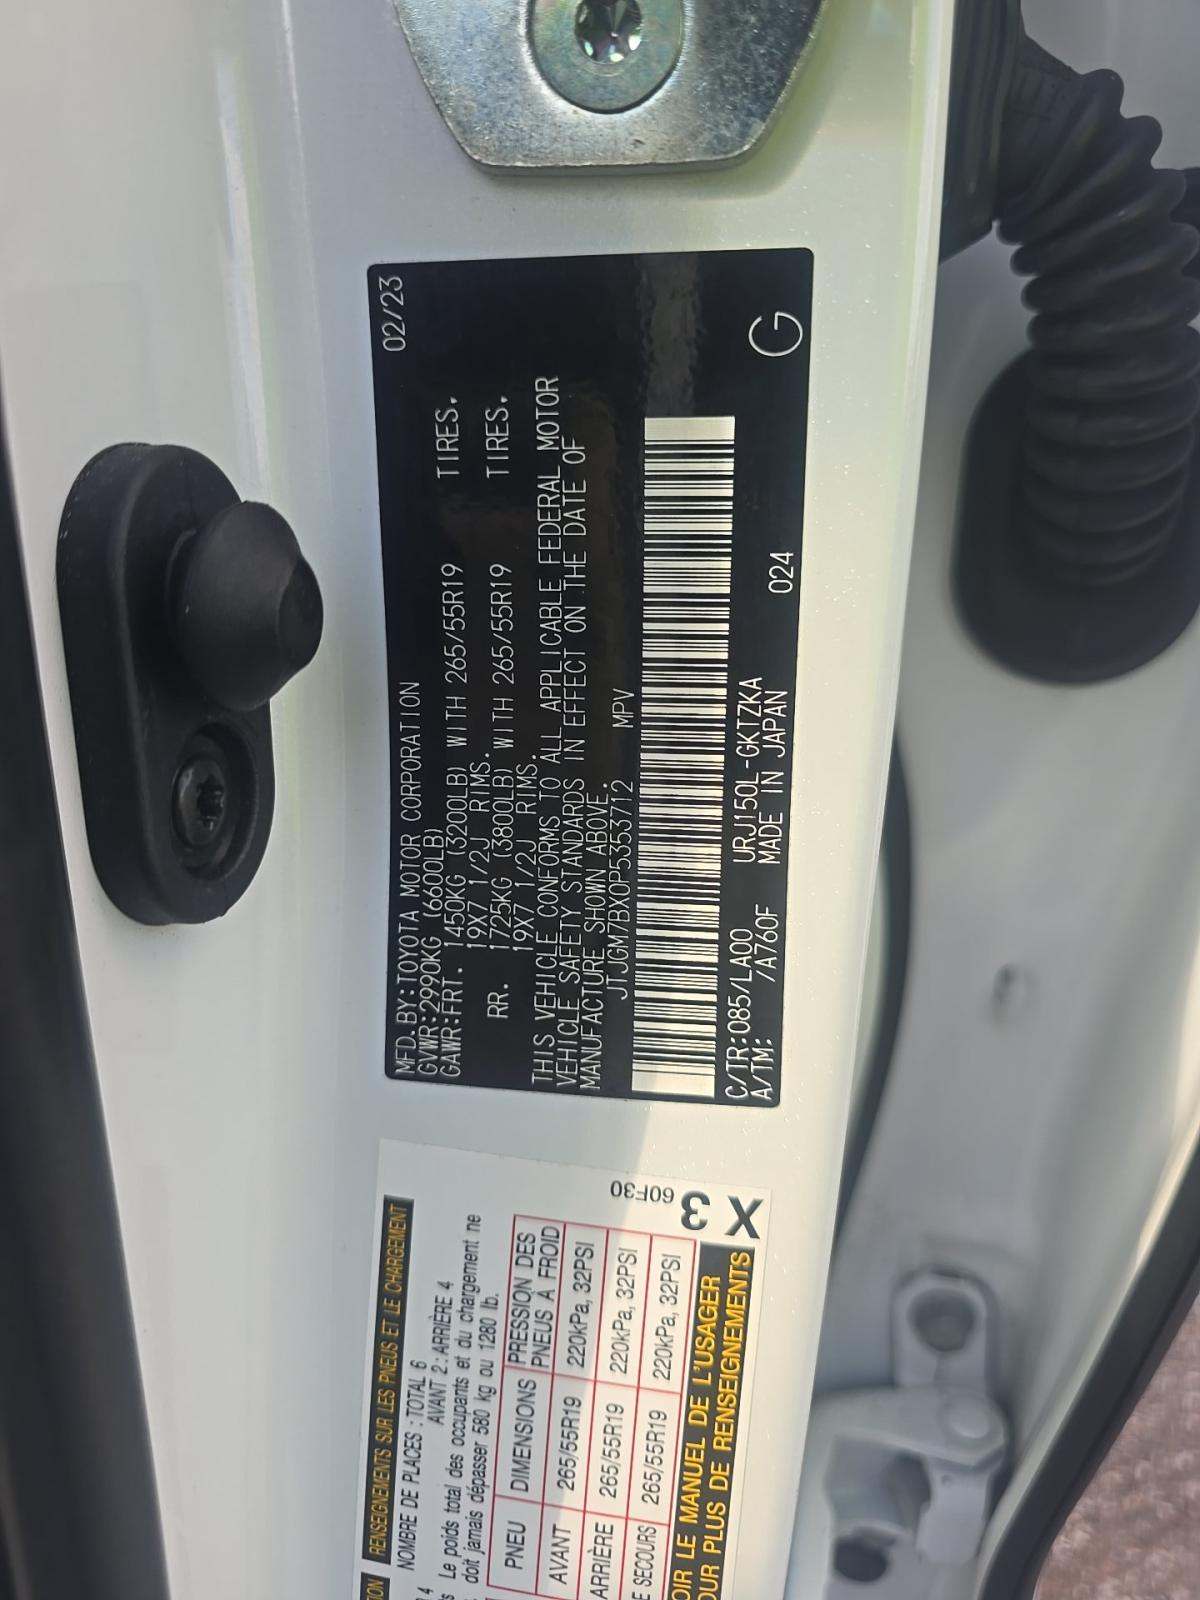 MFD.BY:TOYOTA MOTOR CORPORATION 02/23
GVWR:2990KG (6600LB)
GAWR:FRT. 1450KG (3200LB) WITH 265/55R19 TIRES,
19X7 1/2J RIMS.
RR. 1725KG (3800LB) WITH 265/55R19 TIRES,
19X7 1/2J RIMS.
THIS VEHICLE CONFORMS TO ALL APPLICABLE FEDERAL MOTOR
VEHICLE SAFETY STANDARDS IN EFFECT ON THE DATE OF
MANUFACTURE SHOWN ABOVE.
JTJGM7BX0P5353712 MPV
C/TR:085/LA00 URJ150L-GKTZKA
A/TM: /A760F MADE IN JAPAN 024
G
RENSEIGNEMENTS SUR LES PNEUS ET LE CHARGEMENT
NOMBRE DE PLACES : TOTAL 6
AVANT 2 : ARRIÈRE 4
Le poids total des occupants et du chargement ne
doit jamais dépasser 580 kg ou 1280 lb.
PNEU DIMENSIONS PRESSION DES
PNEUS À FROID
AVANT 265/55R19 220kPa, 32PSI
ARRIÈRE 265/55R19 220kPa, 32PSI
SECOURS 265/55R19 220kPa, 32PSI
LE MANUEL DE L'USAGER
PLUS DE RENSEIGNEMENTS
60F30
X3